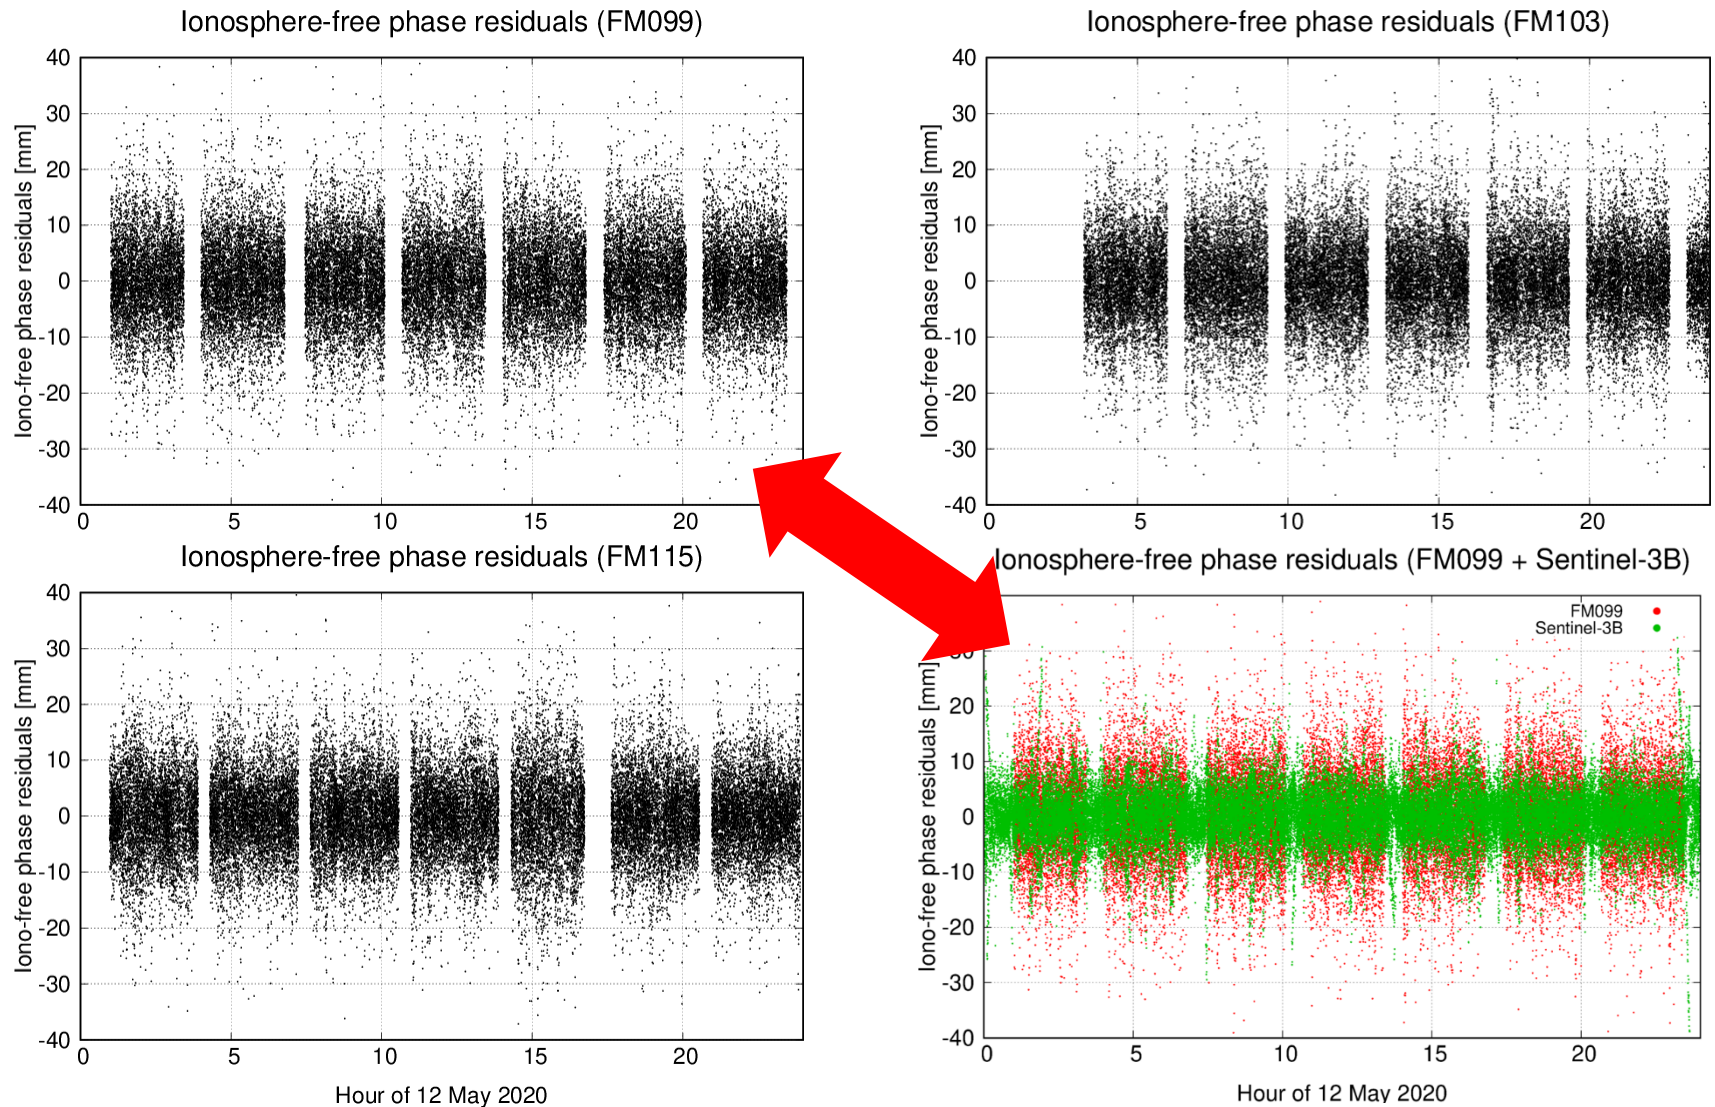 Ionosphere-free phase residuals (FM099)
Iono-free phase residuals [mm]
40
30
20
10
0
-10
-20
-30
-40
0 5 10 15 20
Ionosphere-free phase residuals (FM103)
Iono-free phase residuals [mm]
40
30
20
10
0
-10
-20
-30
-40
0 5 10 15 20
Ionosphere-free phase residuals (FM115)
Iono-free phase residuals [mm]
40
30
20
10
0
-10
-20
-30
-40
0 5 10 15 20
Hour of 12 May 2020
Ionosphere-free phase residuals (FM099 + Sentinel-3B)
FM099
Sentinel-3B
Iono-free phase residuals [mm]
30
20
10
0
-10
-20
-30
-40
0 5 10 15 20
Hour of 12 May 2020